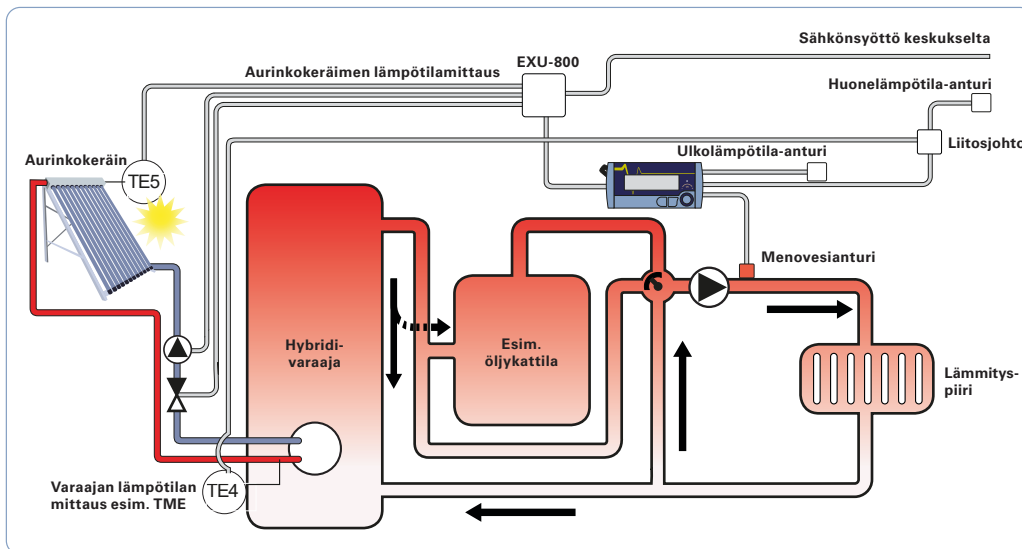 Sähkönsyöttö keskukselta
EXU-800
Aurinkokeräimen lämpötilamittaus
Huonelämpötila-anturi
Liitosjohto
Ulkolämpötila-anturi
Aurinkokeräin
TE5
Menovesianturi
Hybridi-
varaaja
Esim.
öljykattila
Lämmitys-
piiri
Varaajan lämpötilan
mittaus esim. TME
TE4